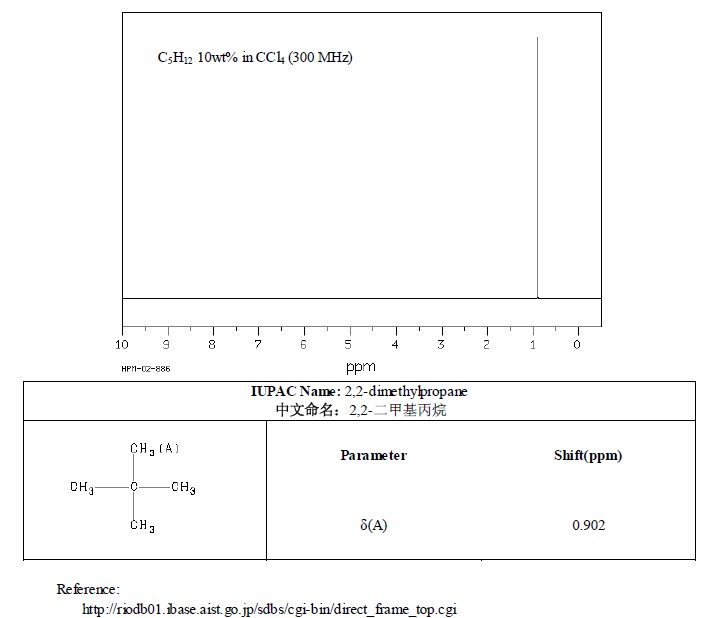 C₅H₁₂ 10wt% in CCl₄ (300 MHz)
10 9 8 7 6 5 4 3 2 1 0
HPM-02-886
ppm
IUPAC Name: 2,2-dimethylpropane
中文命名：2,2-二甲基丙烷
CH₃(A)
CH₃—C—CH₃
CH₃
Parameter Shift(ppm)
δ(A) 0.902
Reference:
http://riodb01.ibase.aist.go.jp/sdbs/cgi-bin/direct_frame_top.cgi